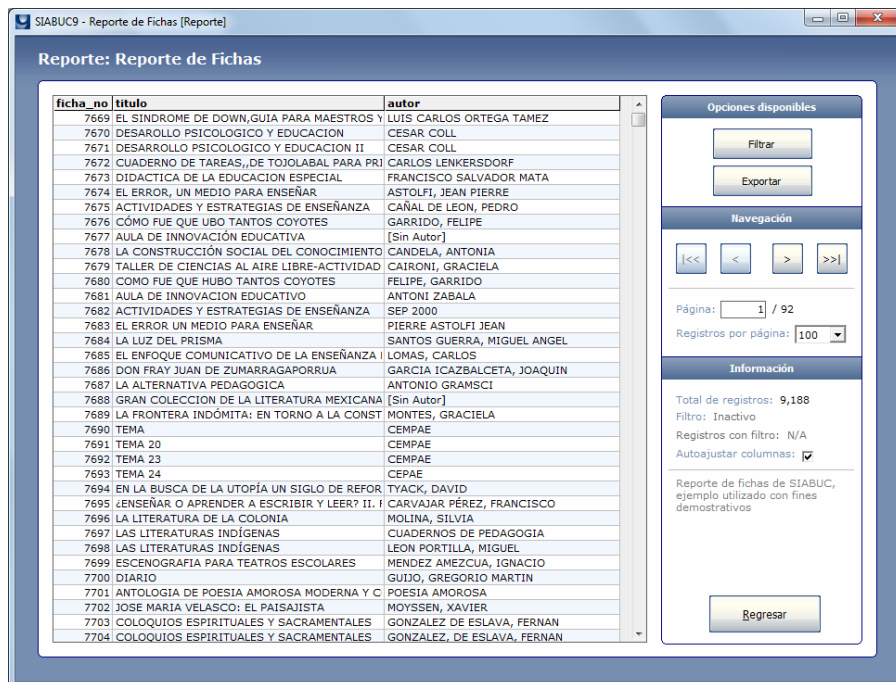 SIABUC9 - Reporte de Fichas [Reporte]
Reporte: Reporte de Fichas
ficha_no titulo autor
7669 EL SINDROME DE DOWN,GUIA PARA MAESTROS Y LUIS CARLOS ORTEGA TAMEZ
7670 DESAROLLO PSICOLOGICO Y EDUCACION CESAR COLL
7671 DESARROLLO PSICOLOGICO Y EDUCACION II CESAR COLL
7672 CUADERNO DE TAREAS,,DE TOJOLABAL PARA PRI CARLOS LENKERSDORF
7673 DIDACTICA DE LA EDUCACION ESPECIAL FRANCISCO SALVADOR MATA
7674 EL ERROR, UN MEDIO PARA ENSEÑAR ASTOLFI, JEAN PIERRE
7675 ACTIVIDADES Y ESTRATEGIAS DE ENSEÑANZA CAÑAL DE LEON, PEDRO
7676 CÓMO FUE QUE UBO TANTOS COYOTES GARRIDO, FELIPE
7677 AULA DE INNOVACIÓN EDUCATIVA [Sin Autor]
7678 LA CONSTRUCCIÓN SOCIAL DEL CONOCIMIENTO CANDELA, ANTONIA
7679 TALLER DE CIENCIAS AL AIRE LIBRE-ACTIVIDAD CAIRONI, GRACIELA
7680 COMO FUE QUE HUBO TANTOS COYOTES FELIPE, GARRIDO
7681 AULA DE INNOVACION EDUCATIVO ANTONI ZABALA
7682 ACTIVIDADES Y ESTRATEGIAS DE ENSEÑANZA SEP 2000
7683 EL ERROR UN MEDIO PARA ENSEÑAR PIERRE ASTOLFI JEAN
7684 LA LUZ DEL PRISMA SANTOS GUERRA, MIGUEL ANGEL
7685 EL ENFOQUE COMUNICATIVO DE LA ENSEÑANZA LOMAS, CARLOS
7686 DON FRAY JUAN DE ZUMARRAGAPORRUA GARCIA ICAZBALCETA, JOAQUIN
7687 LA ALTERNATIVA PEDAGOGICA ANTONIO GRAMSCI
7688 GRAN COLECCION DE LA LITERATURA MEXICANA [Sin Autor]
7689 LA FRONTERA INDÓMITA: EN TORNO A LA CONST MONTES, GRACIELA
7690 TEMA CEMPAE
7691 TEMA 20 CEMPAE
7692 TEMA 23 CEMPAE
7693 TEMA 24 CEPAE
7694 EN LA BUSCA DE LA UTOPÍA UN SIGLO DE REFOR TYACK, DAVID
7695 ¿ENSEÑAR O APRENDER A ESCRIBIR Y LEER? II. CARVAJAR PÉREZ, FRANCISCO
7696 LA LITERATURA DE LA COLONIA MOLINA, SILVIA
7697 LAS LITERATURAS INDÍGENAS CUADERNOS DE PEDAGOGIA
7698 LAS LITERATURAS INDÍGENAS LEON PORTILLA, MIGUEL
7699 ESCENOGRAFIA PARA TEATROS ESCOLARES MENDEZ AMEZCUA, IGNACIO
7700 DIARIO GUIJO, GREGORIO MARTIN
7701 ANTOLOGIA DE POESIA AMOROSA MODERNA Y C POESIA AMOROSA
7702 JOSE MARIA VELASCO: EL PAISAJISTA MOYSSEN, XAVIER
7703 COLOQUIOS ESPIRITUALES Y SACRAMENTALES GONZALEZ DE ESLAVA, FERNAN
7704 COLOQUIOS ESPIRITUALES Y SACRAMENTALES GONZALEZ, DE ESLAVA, FERNAN
Opciones disponibles
Filtrar
Exportar
Navegación
|<< < > >>|
Página: 1 / 92
Registros por página: 100
Información
Total de registros: 9,188
Filtro: Inactivo
Registros con filtro: N/A
Autoajustar columnas:
Reporte de fichas de SIABUC,
ejemplo utilizado con fines
demostrativos
Regresar